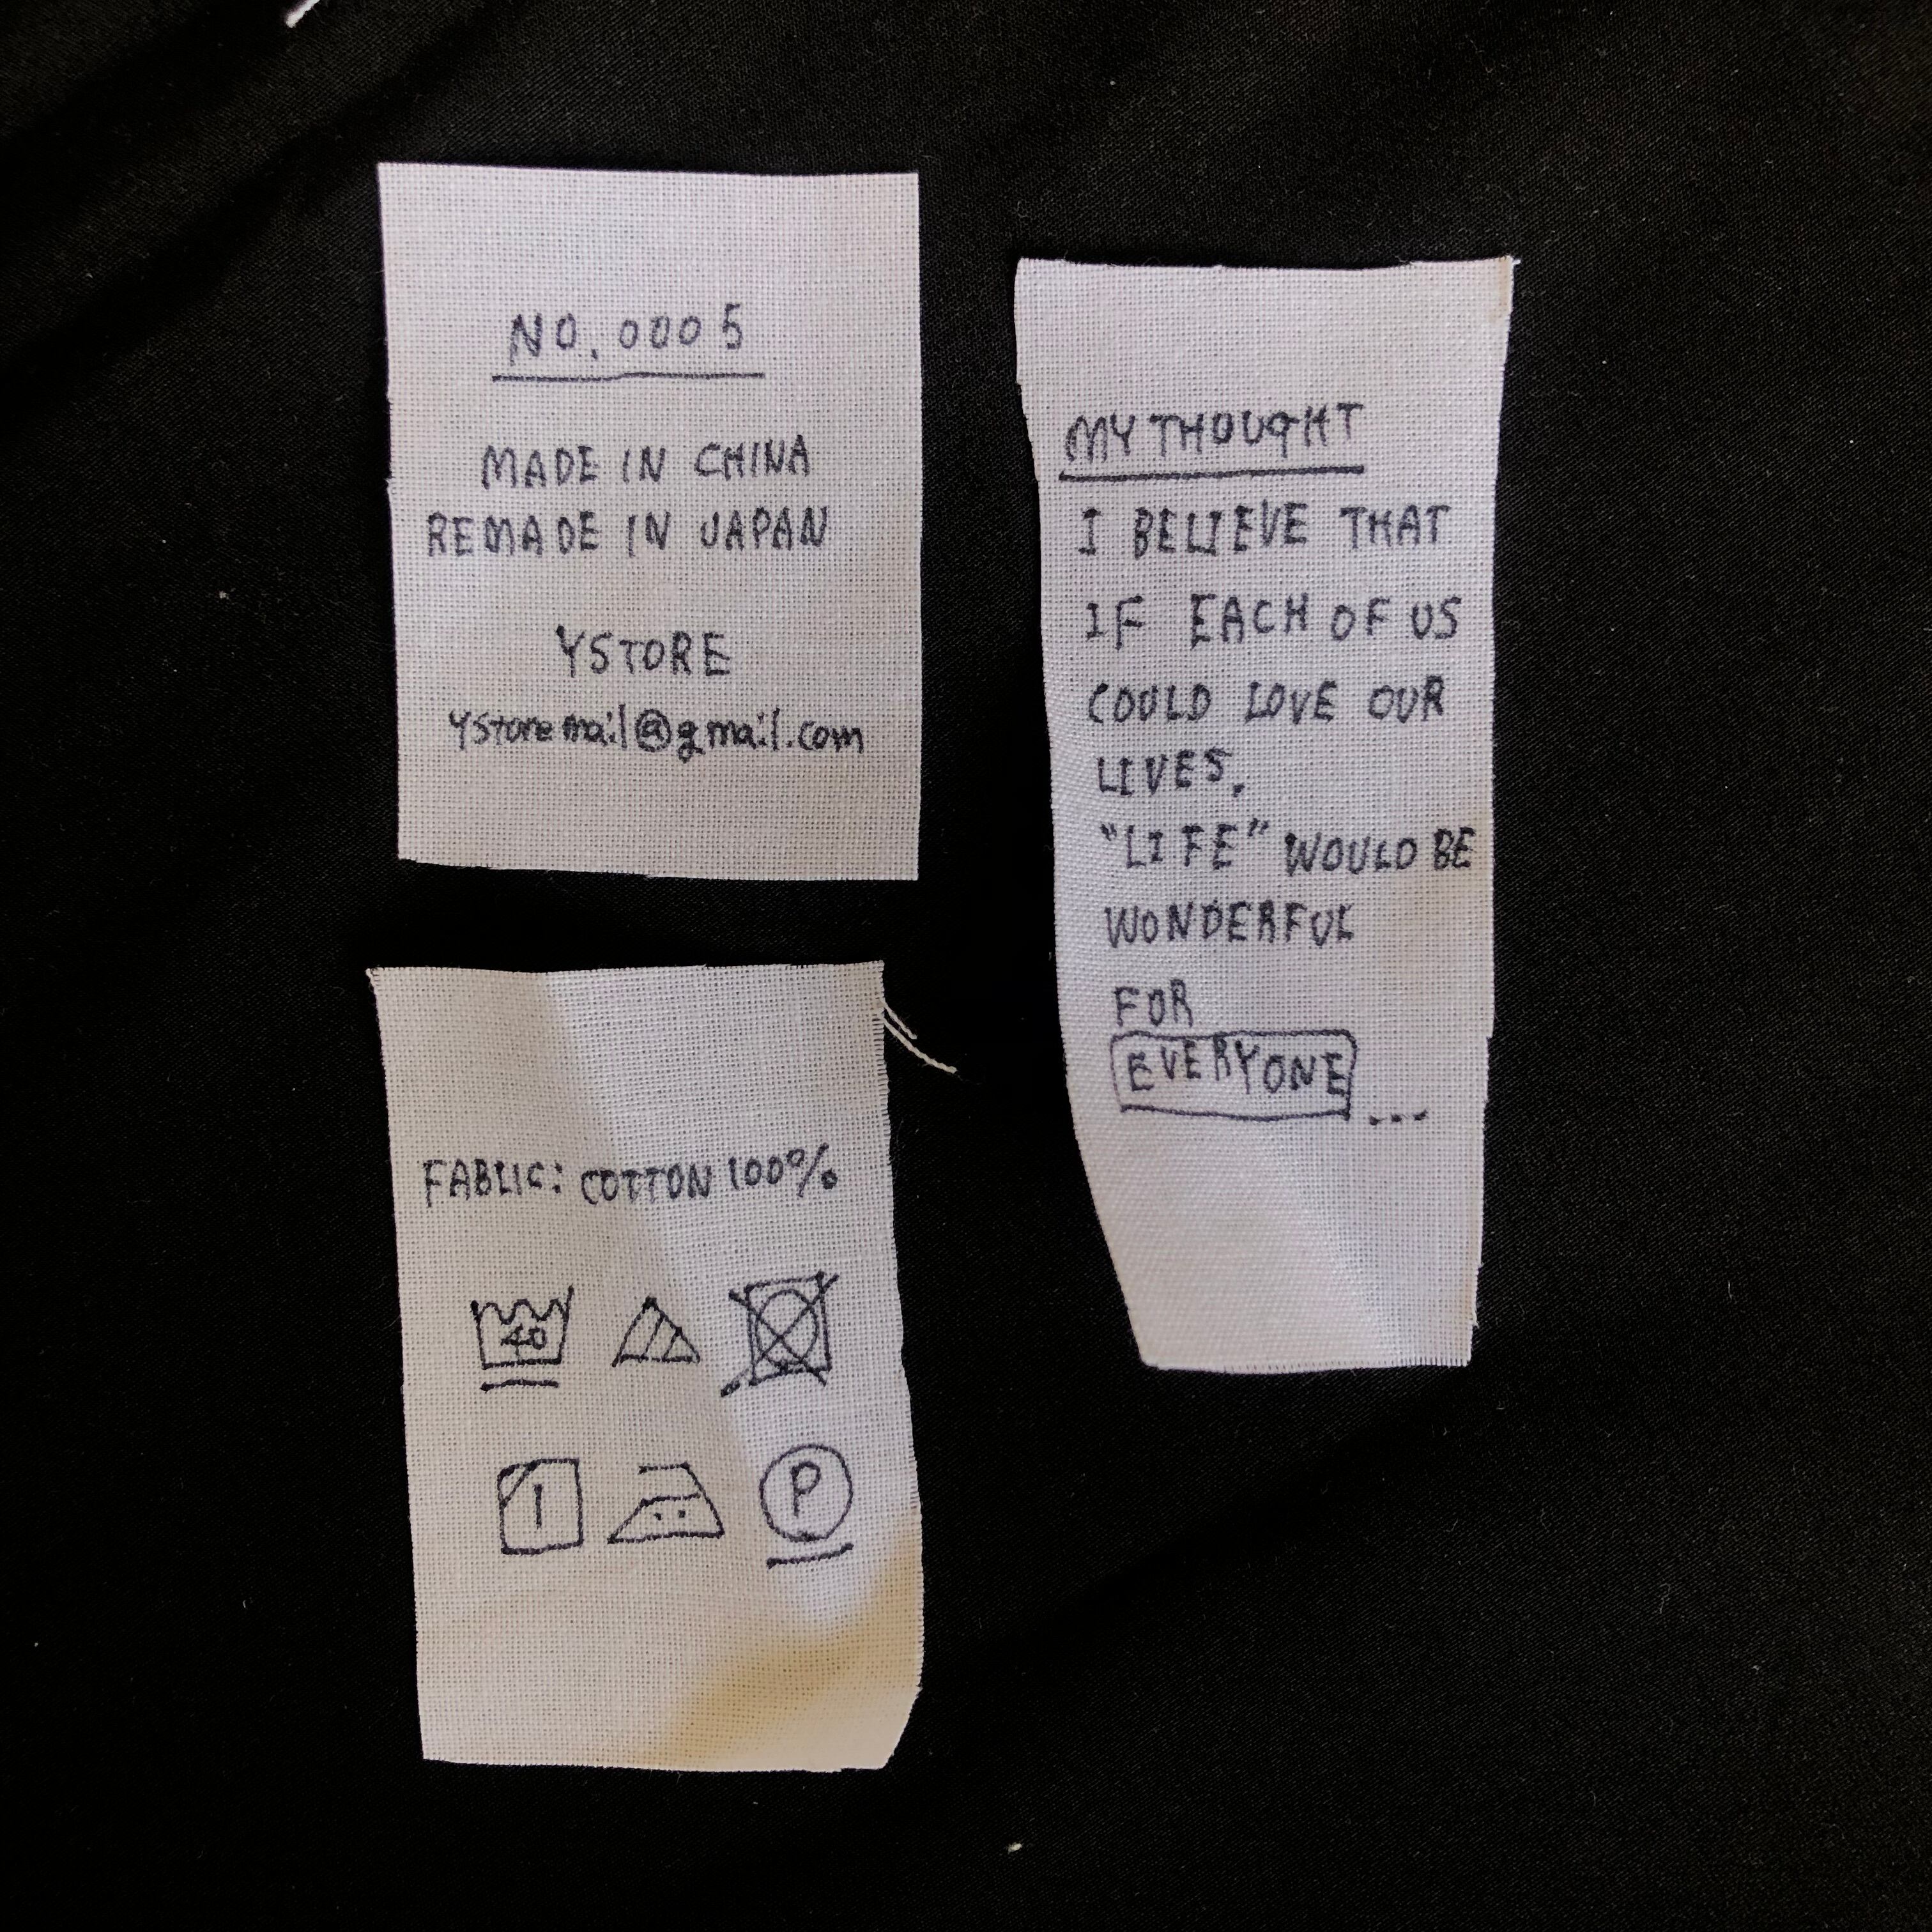 NO. 0005
MADE IN CHINA
REMADE IN JAPAN
YSTORE
ystoremail@gmail.com
FABLIC: COTTON 100%
40
P
MY THOUGHT
I BELIEVE THAT
IF EACH OF US
COULD LOVE OUR
LIVES.
"LIFE" WOULD BE
WONDERFUL
FOR
EVERYONE ...